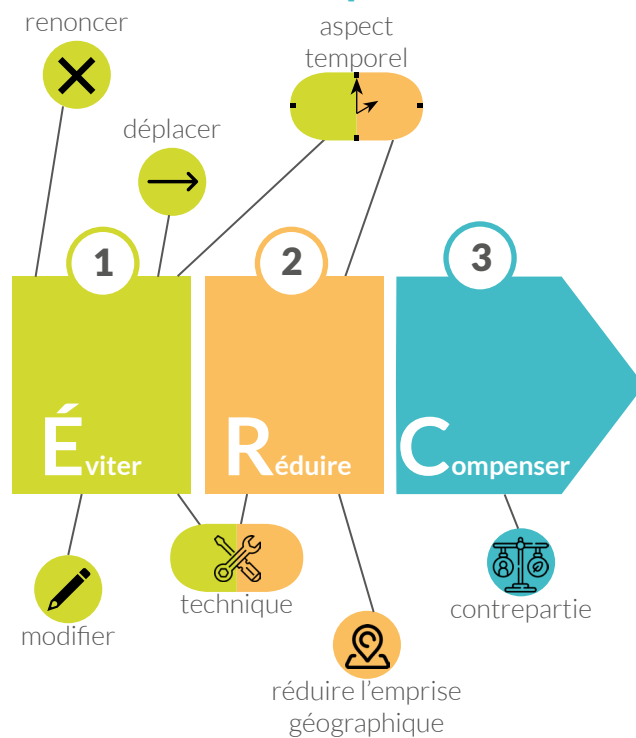 renoncer
aspect
temporel
déplacer
1
2
3
Éviter
Réduire
Compenser
technique
contrepartie
modifier
réduire l'emprise
géographique